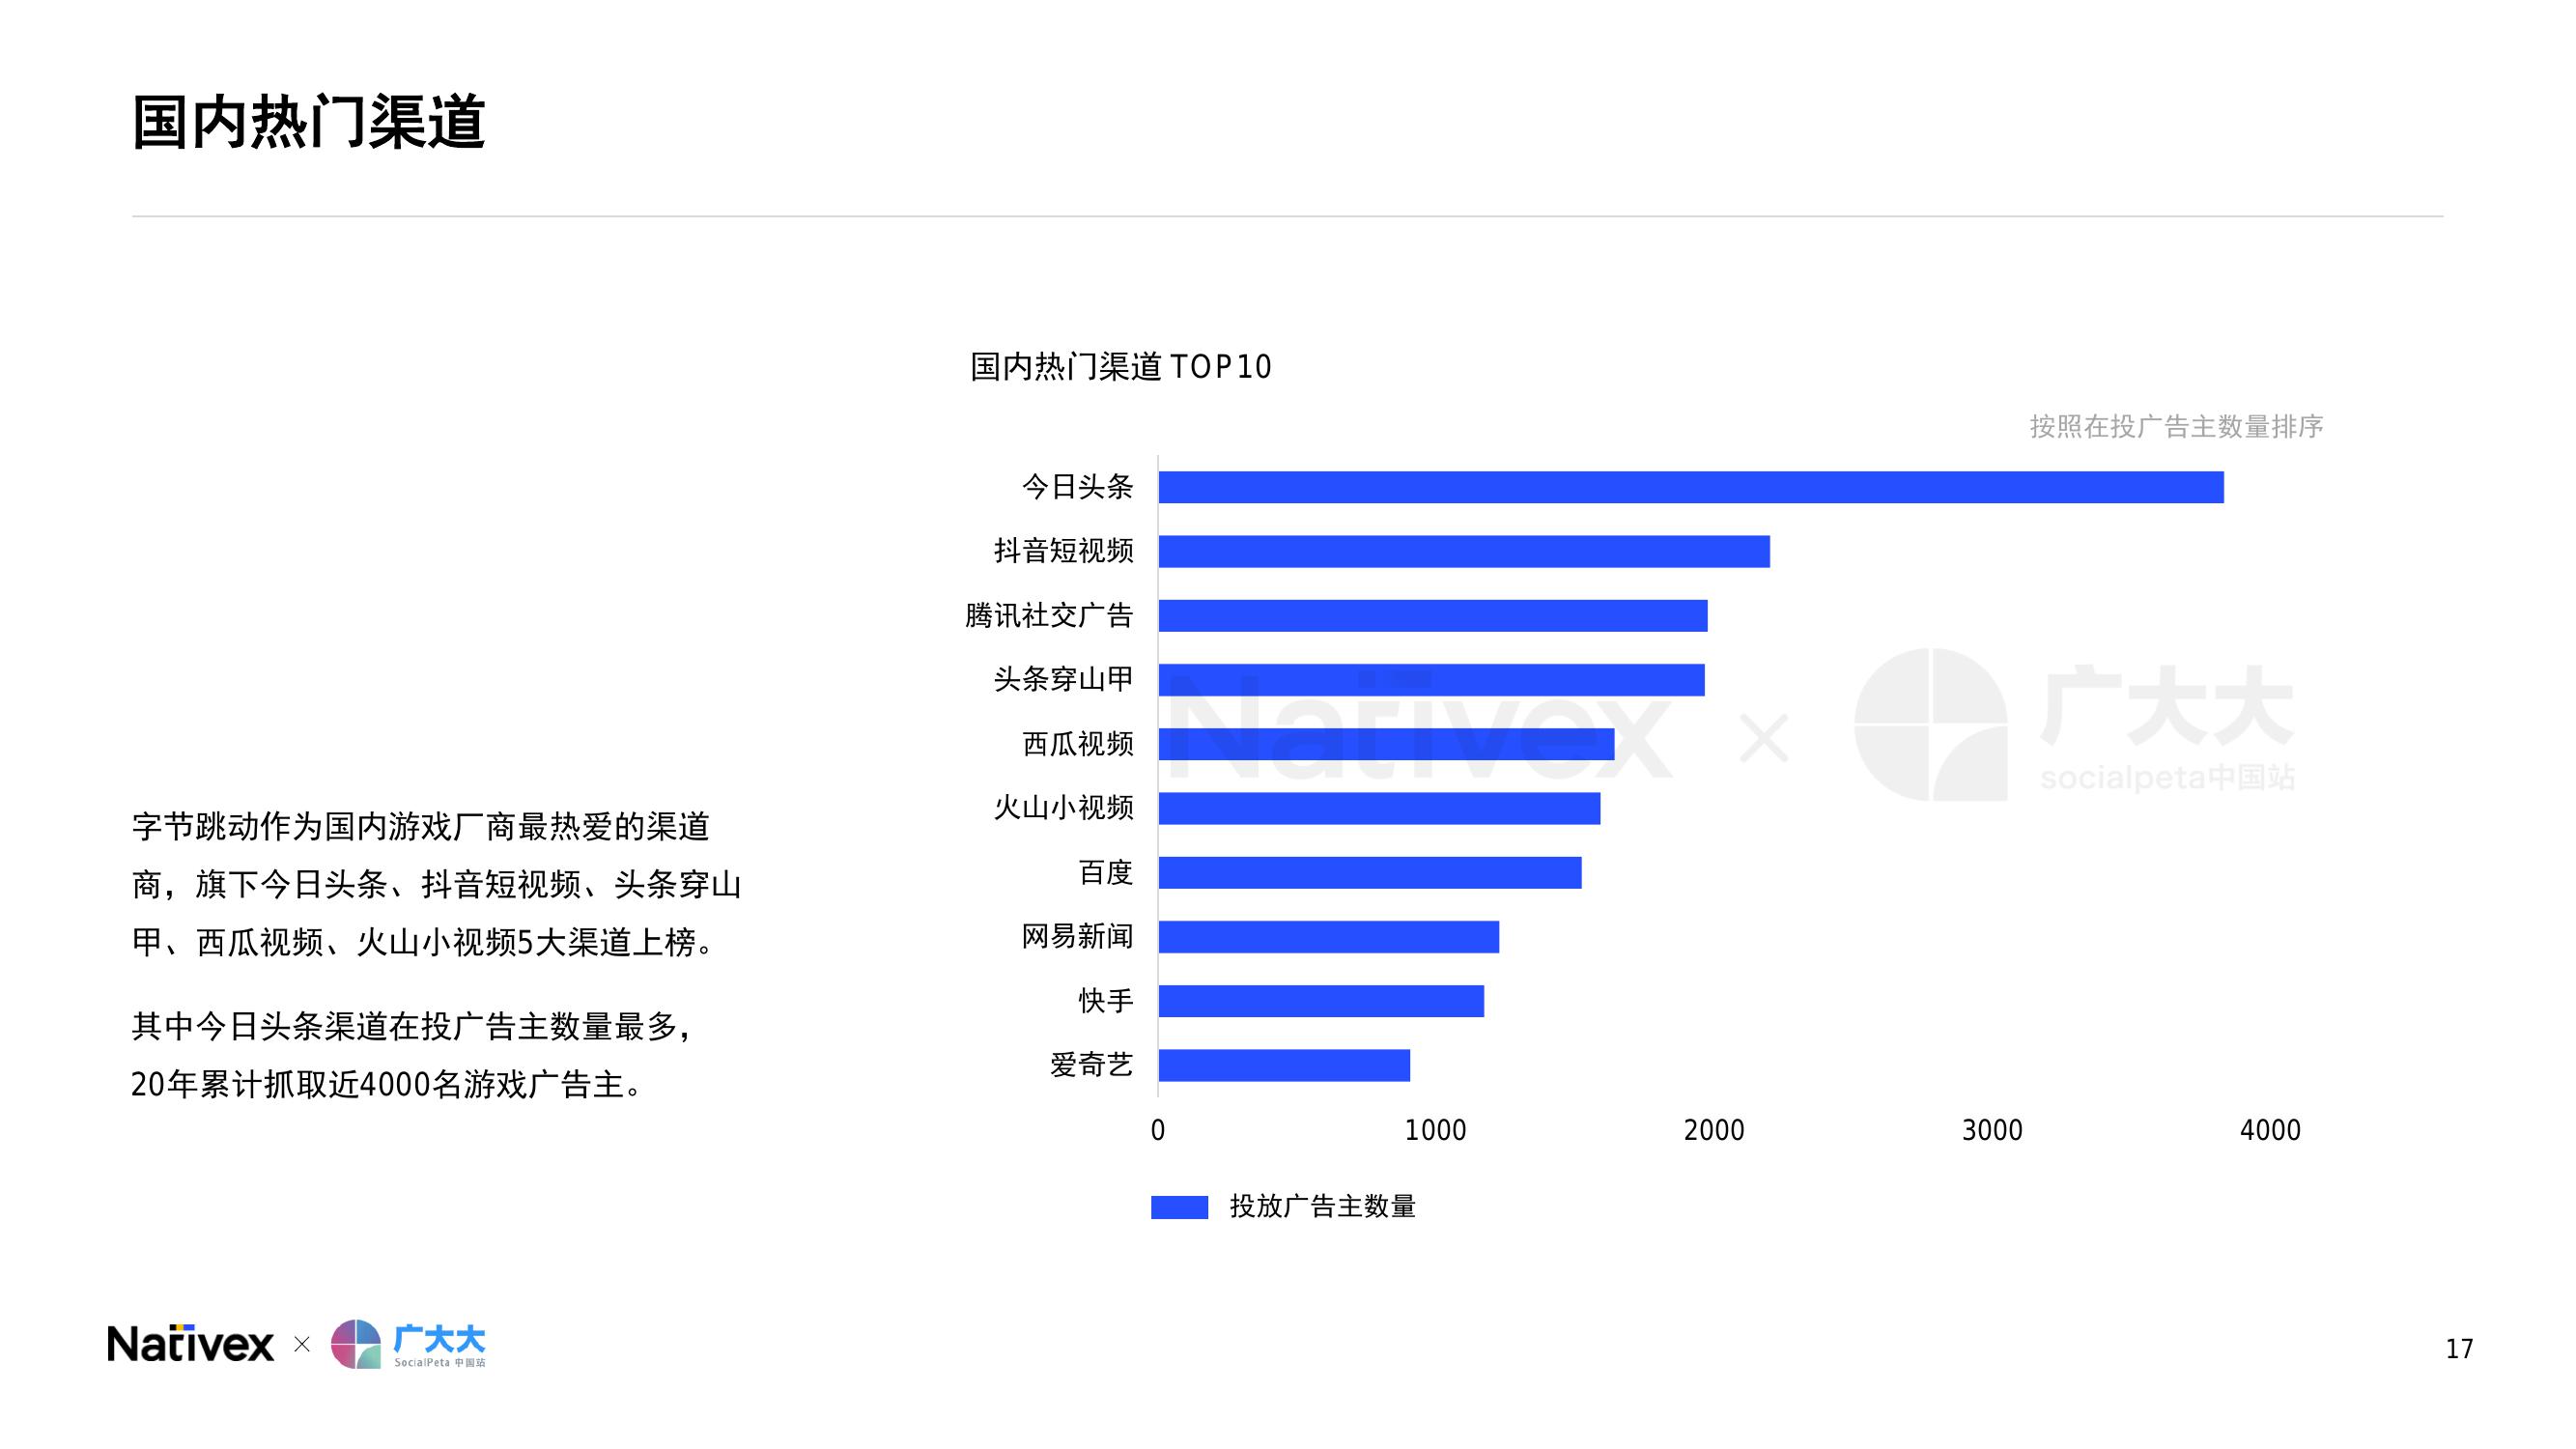 国内热门渠道
国内热门渠道 TOP10
按照在投广告主数量排序
今日头条
抖音短视频
腾讯社交广告
头条穿山甲
西瓜视频
火山小视频
百度
网易新闻
快手
爱奇艺
0 1000 2000 3000 4000
投放广告主数量
Nativex × 广大大
socialpeta中国站
字节跳动作为国内游戏厂商最热爱的渠道
商，旗下今日头条、抖音短视频、头条穿山
甲、西瓜视频、火山小视频5大渠道上榜。
其中今日头条渠道在投广告主数量最多，
20年累计抓取近4000名游戏广告主。
Nativex × 广大大
SocialPeta 中国站
17